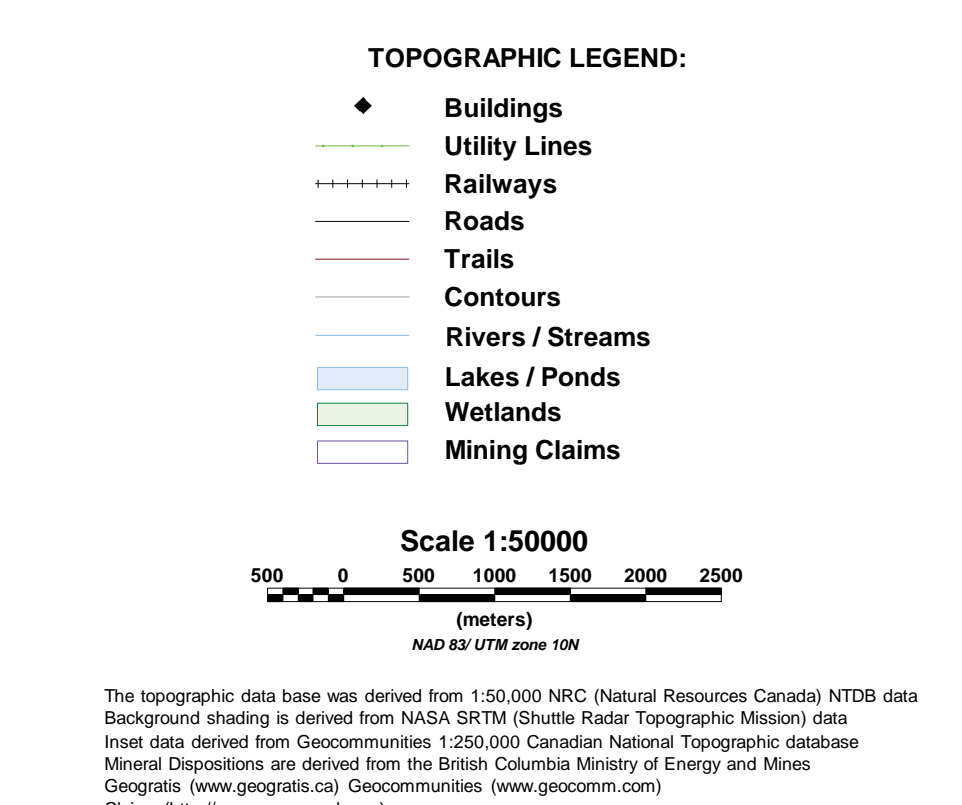 TOPOGRAPHIC LEGEND:
Buildings
Utility Lines
Railways
Roads
Trails
Contours
Rivers / Streams
Lakes / Ponds
Wetlands
Mining Claims
Scale 1:50000
500 0 500 1000 1500 2000 2500
(meters)
NAD 83/ UTM zone 10N
The topographic data base was derived from 1:50,000 NRC (Natural Resources Canada) NTDB data
Background shading is derived from NASA SRTM (Shuttle Radar Topographic Mission) data
Inset data derived from Geocommunities 1:250,000 Canadian National Topographic database
Mineral Dispositions are derived from the British Columbia Ministry of Energy and Mines
Geogratis (www.geogratis.ca) Geocommunities (www.geocomm.com)